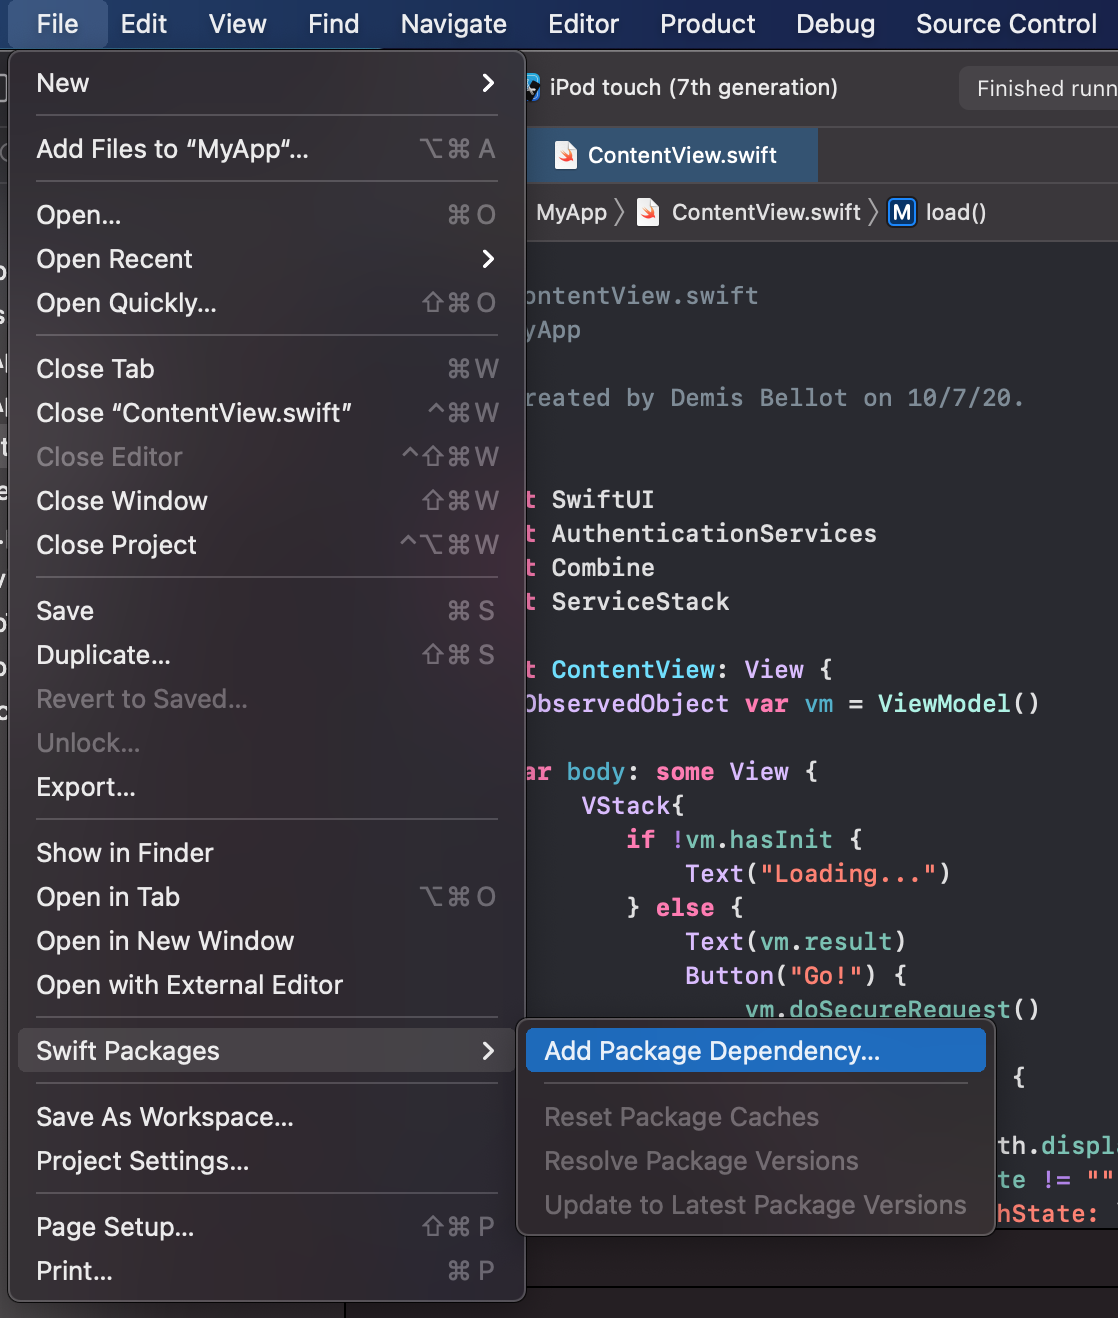 File Edit View Find Navigate Editor Product Debug Source Control
New
Add Files to “MyApp“... ⌥⌘ A
Open... ⌘ O
Open Recent
Open Quickly... ⇧⌘ O
Close Tab ⌘ W
Close “ContentView.swift” ^⌘ W
Close Editor ^⇧⌘ W
Close Window ⇧⌘ W
Close Project ^⌥⌘ W
Save ⌘ S
Duplicate... ⇧⌘ S
Revert to Saved...
Unlock...
Export...
Show in Finder
Open in Tab ⌥⌘ O
Open in New Window
Open with External Editor
Swift Packages
Save As Workspace...
Project Settings...
Page Setup... ⇧⌘ P
Print... ⌘ P
Add Package Dependency...
Reset Package Caches
Resolve Package Versions
Update to Latest Package Versions
iPod touch (7th generation) Finished runn
ContentView.swift
MyApp 〉 ContentView.swift 〉 M load()
ontentView.swift
yApp
reated by Demis Bellot on 10/7/20.
t SwiftUI
t AuthenticationServices
t Combine
t ServiceStack
t ContentView: View {
ObservedObject var vm = ViewModel()
ar body: some View {
VStack{
if !vm.hasInit {
Text("Loading...")
} else {
Text(vm.result)
Button("Go!") {
vm.doSecureRequest()
{
th.displ
te != ""
hState: